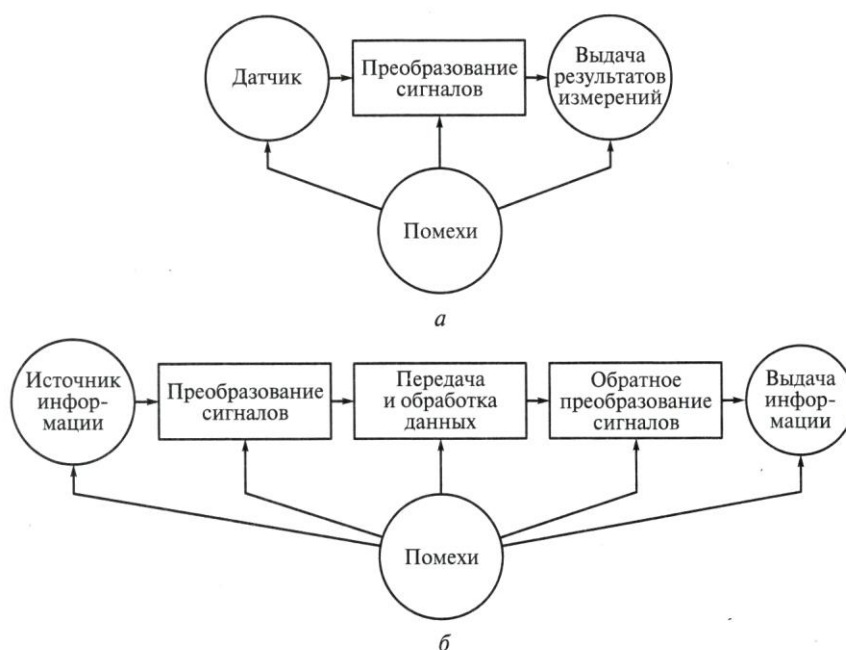 Датчик
Преобразование
сигналов
Выдача
результатов
измерений
Помехи
а
Источник
инфор-
мации
Преобразование
сигналов
Передача
и обработка
данных
Обратное
преобразование
сигналов
Выдача
инфор-
мации
Помехи
б